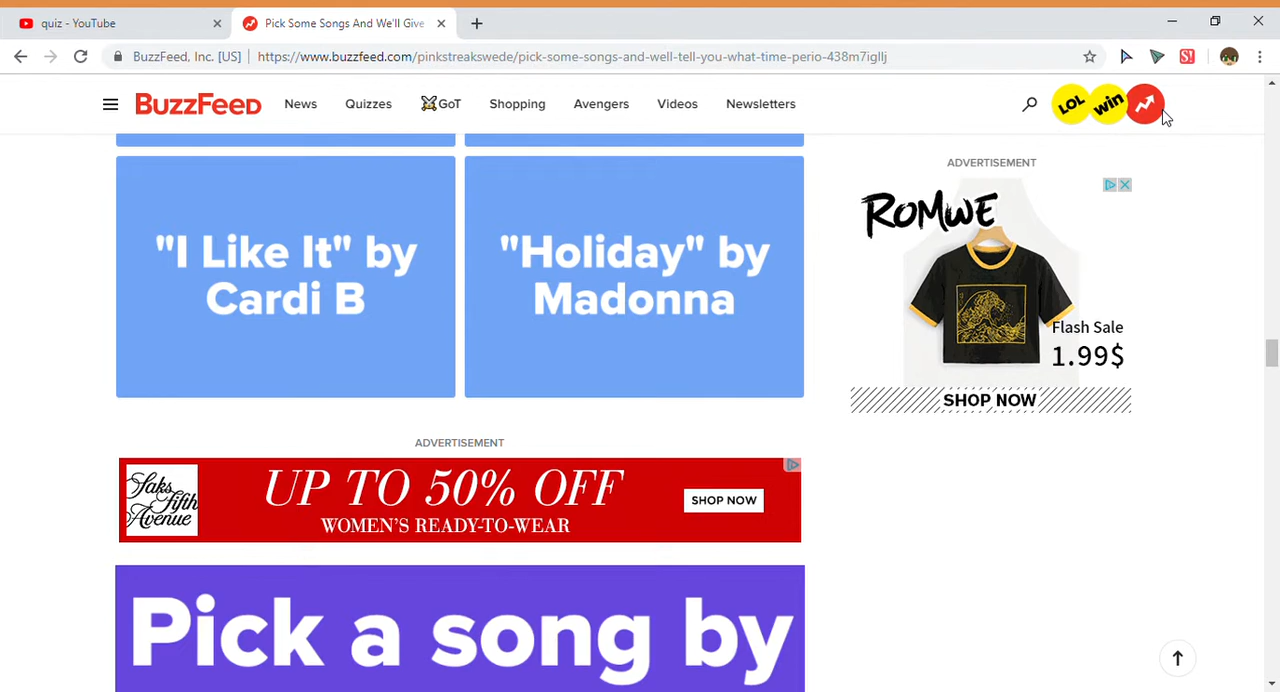 quiz - YouTube
Pick Some Songs And We'll Give
BuzzFeed, Inc. [US]
https://www.buzzfeed.com/pinkstreakswede/pick-some-songs-and-well-tell-you-what-time-perio-438m7igllj
BuzzFeed
News
Quizzes
GoT
Shopping
Avengers
Videos
Newsletters
LOL
win
"I Like It" by
Cardi B
"Holiday" by
Madonna
ADVERTISEMENT
ROMWE
Flash Sale
1.99$
SHOP NOW
ADVERTISEMENT
Saks
fifth
Avenue
UP TO 50% OFF
WOMEN'S READY-TO-WEAR
SHOP NOW
Pick a song by